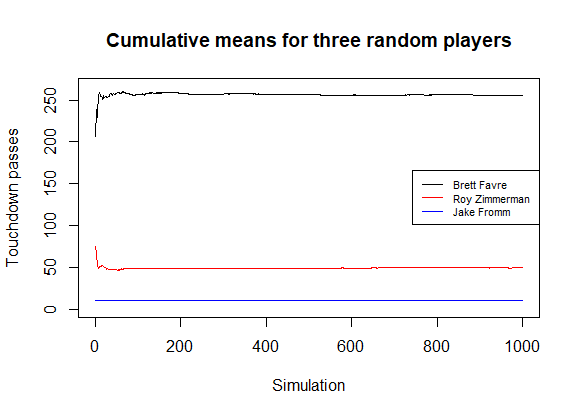 Cumulative means for three random players
Touchdown passes
250
200
150
100
50
0
Brett Favre
Roy Zimmerman
Jake Fromm
0 200 400 600 800 1000
Simulation